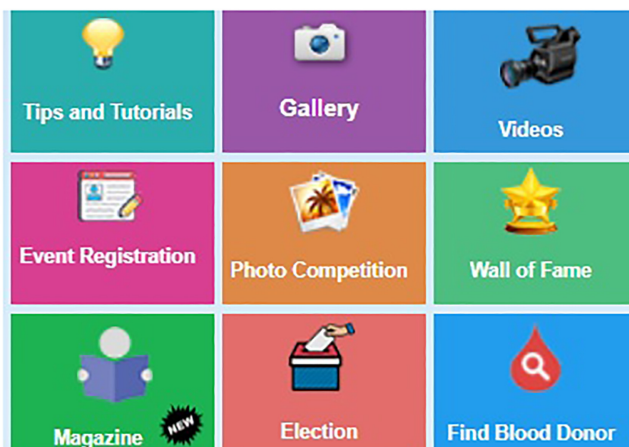 Tips and Tutorials
Gallery
Videos
Event Registration
Photo Competition
Wall of Fame
Magazine
NEW
Election
Find Blood Donor